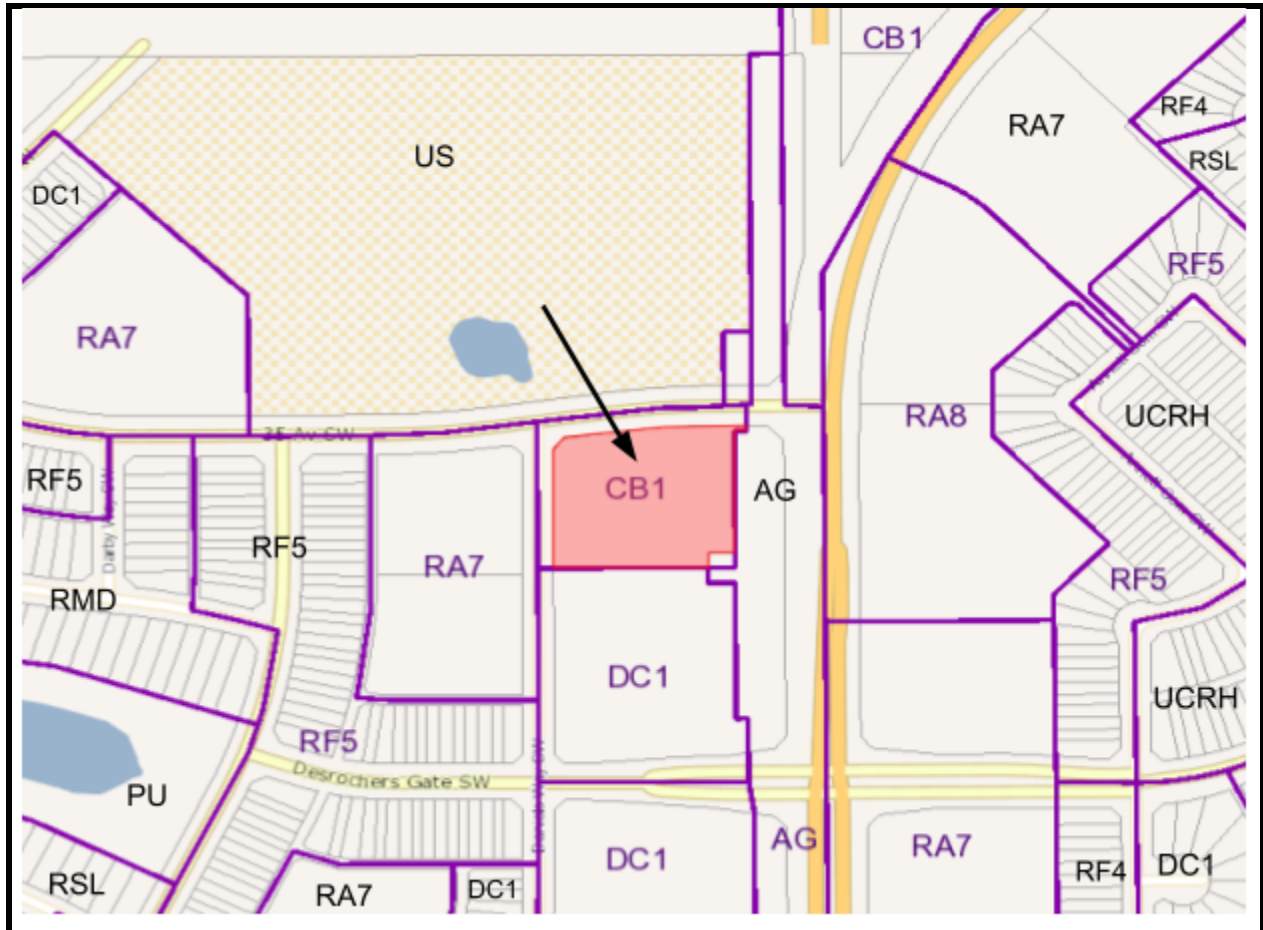 CB1
RF4
RA7
US
RSL
DC1
RF5
RA7
RA8
UCRH
35 Av SW
RF5
CB1
AG
RF5
RA7
RF5
RMD
DC1
UCRH
RF5
Desrochers Gate SW
PU
AG
DC1
RA7
DC1
RF4
RSL
RA7
DC1